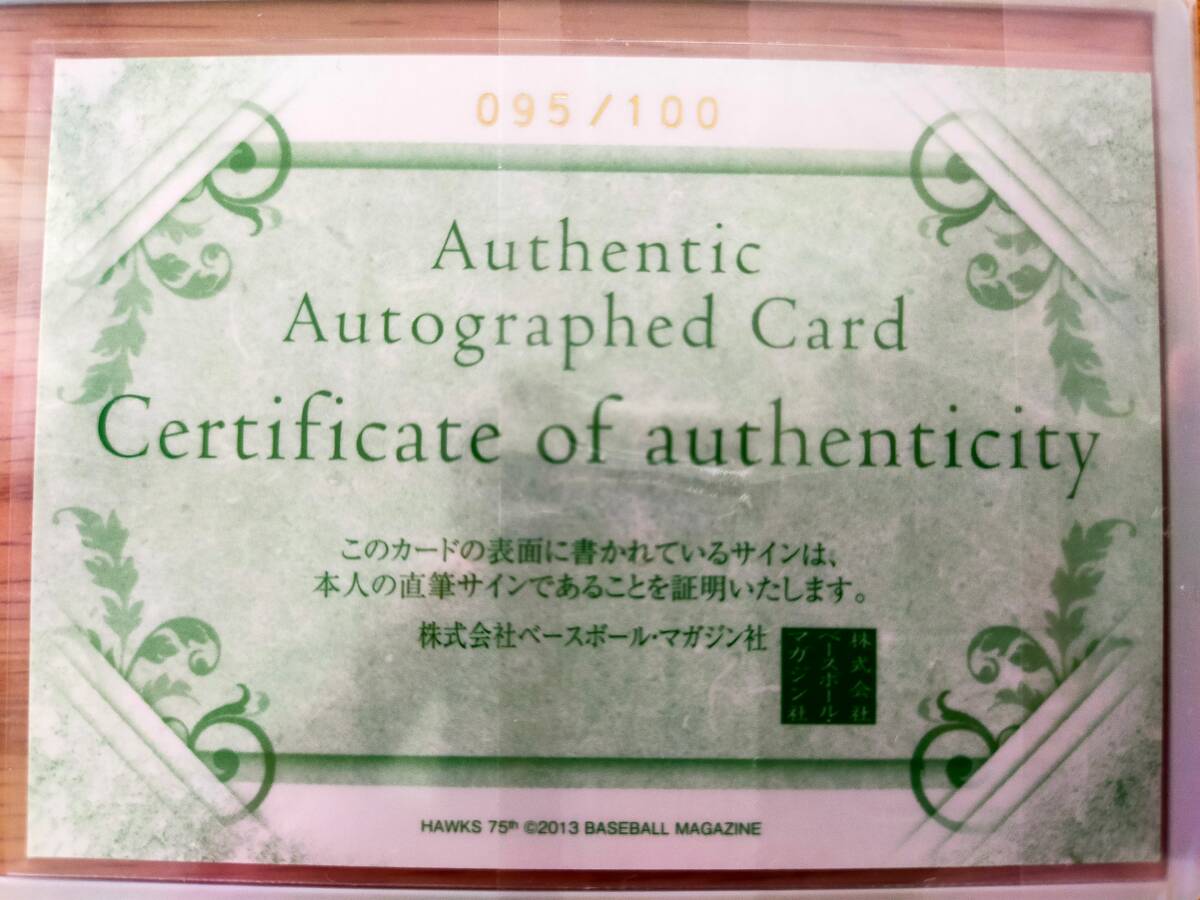 095/100
Authentic
Autographed Card
Certificate of authenticity
このカードの表面に書かれているサインは、
本人の直筆サインであることを証明いたします。
株式会社ベースボール・マガジン社
株式会社
ベースボール・
マガジン社
HAWKS 75th ©2013 BASEBALL MAGAZINE